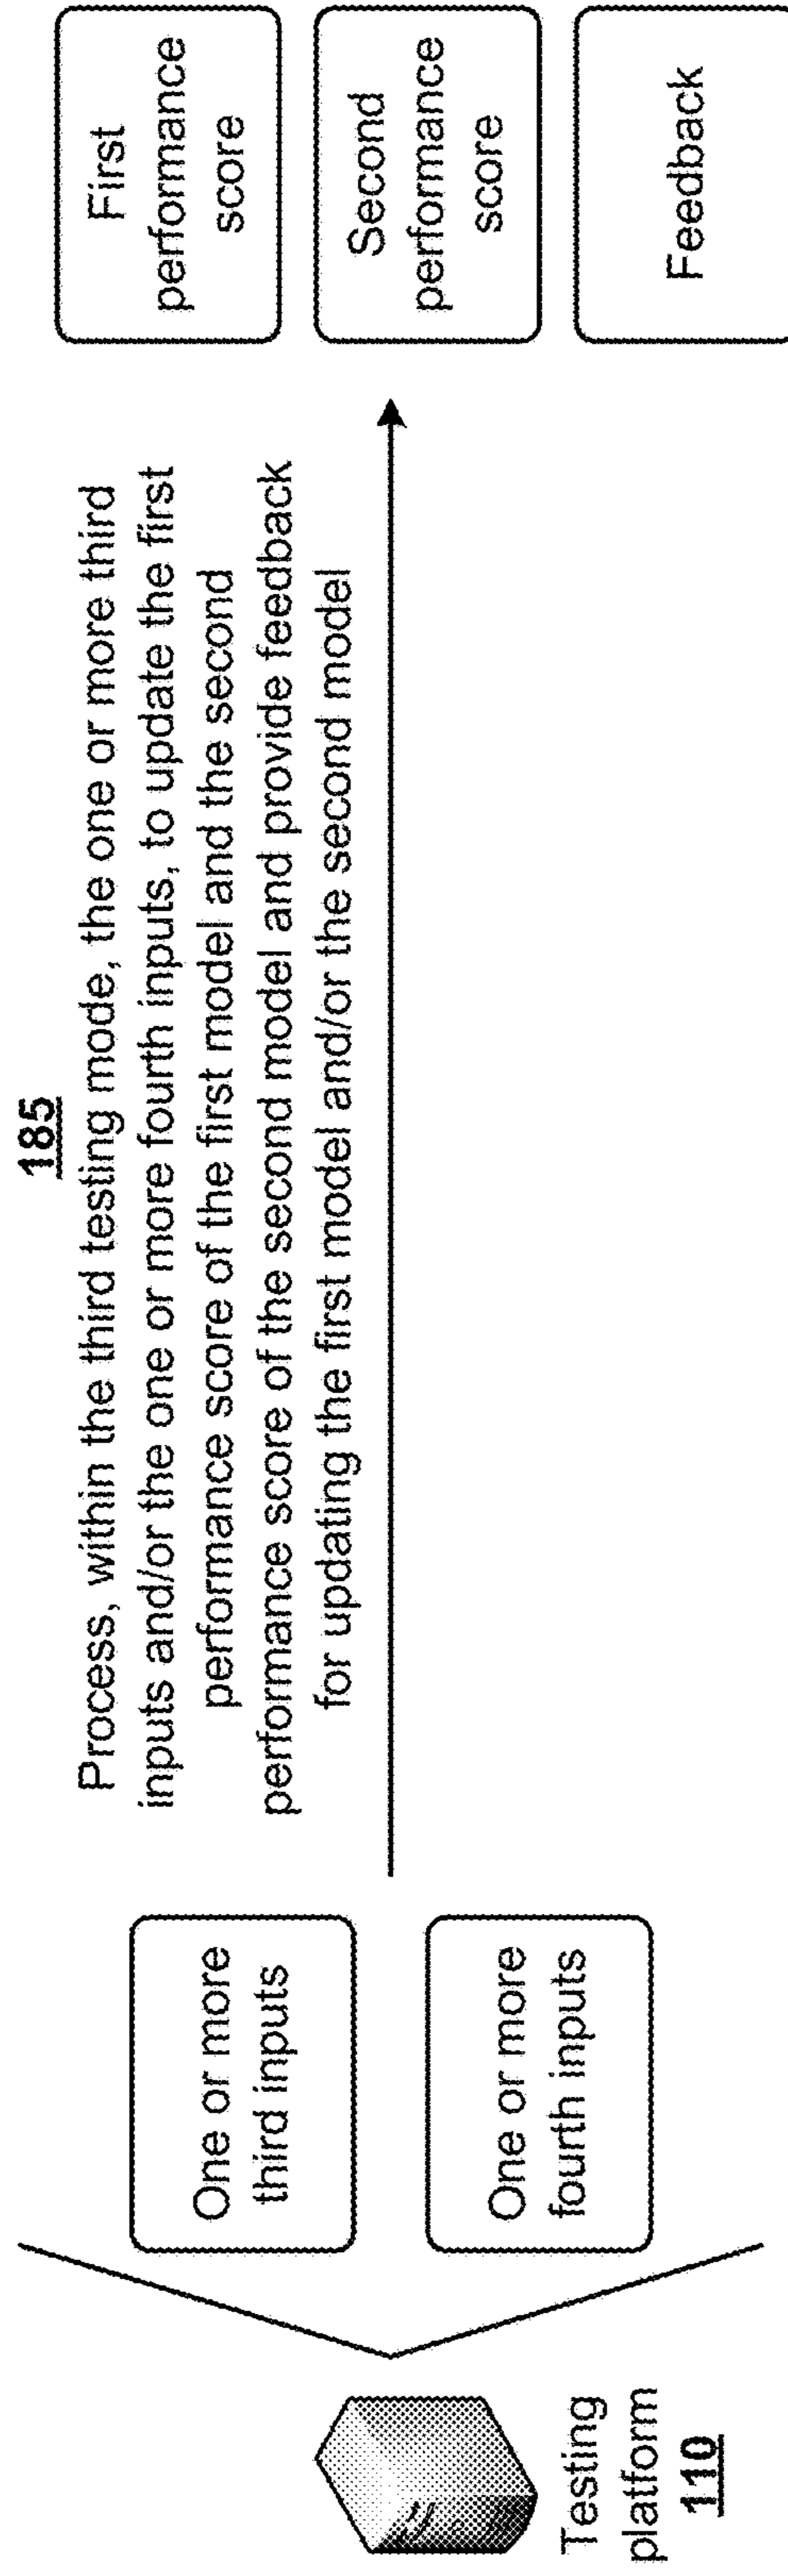 185
Process, within the third testing mode, the one or more third
inputs and/or the one or more fourth inputs, to update the first
performance score of the first model and the second
performance score of the second model and provide feedback
for updating the first model and/or the second model
Testing
platform
110
One or more
third inputs
One or more
fourth inputs
First
performance
score
Second
performance
score
Feedback